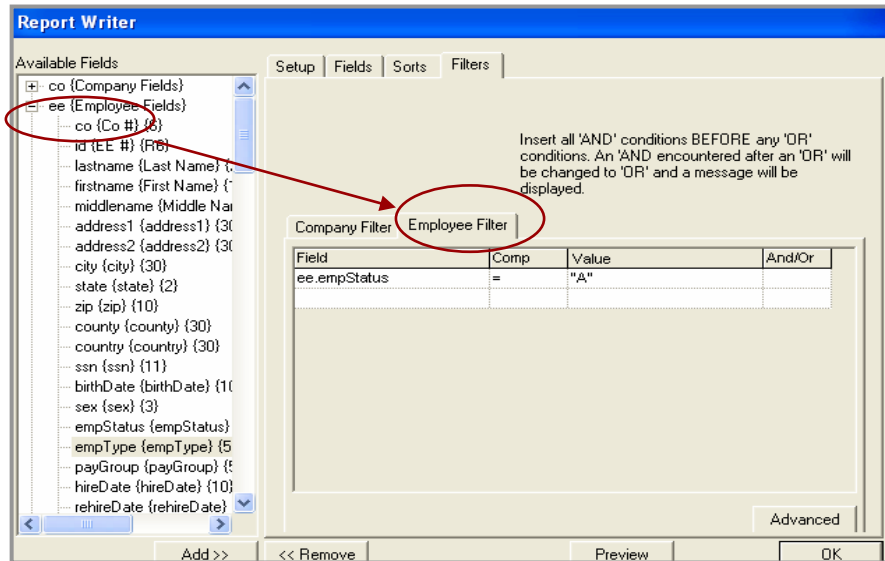 Report Writer
Available Fields
Setup Fields Sorts Filters
co {Company Fields}
ee {Employee Fields}
co {Co #} {6}
id {EE #} {R6}
lastname {Last Name}
firstname {First Name}
middlename {Middle Nar
address1 {address1} {30
address2 {address2} {30
city {city} {30}
state {state} {2}
zip {zip} {10}
county {county} {30}
country {country} {30}
ssn {ssn} {11}
birthDate {birthDate} {10
sex {sex} {3}
empStatus {empStatus}
empType {empType} {5
payGroup {payGroup} {5
hireDate {hireDate} {10}
rehireDate {rehireDate}
Insert all 'AND' conditions BEFORE any 'OR'
conditions. An 'AND encountered after an 'OR' will
be changed to 'OR' and a message will be
displayed.
Company Filter Employee Filter
Field Comp Value And/Or
ee.empStatus = "A"
Advanced
Add >> << Remove Preview OK